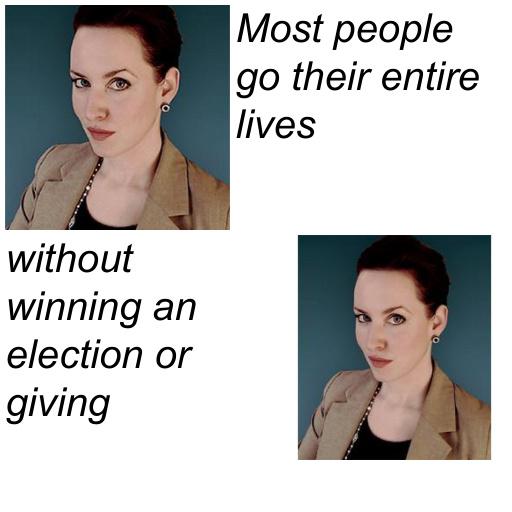 Most people
go their entire
lives
without
winning an
election or
giving